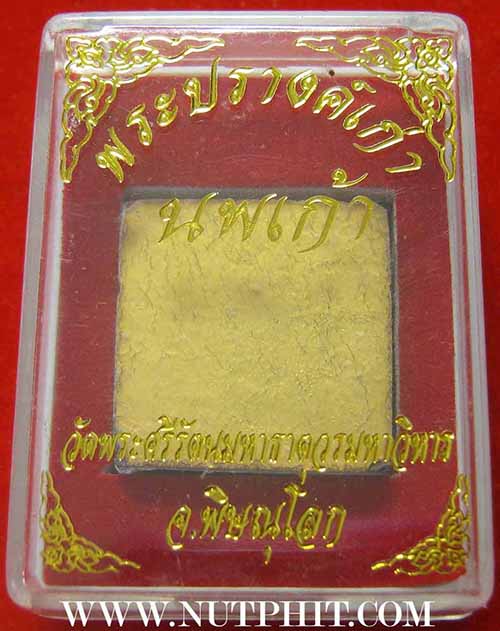 พระปรางค์เก่า
นพเก้า
วัดพระศรีรัตนมหาธาตุวรมหาวิหาร
จ.พิษณุโลก
WWW.NUTPHIT.COM